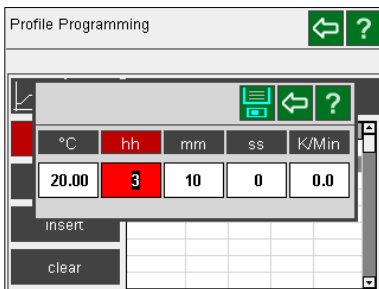 Profile Programming
?
?
°C hh mm ss K/Min
20.00 3 10 0 0.0
insert
clear